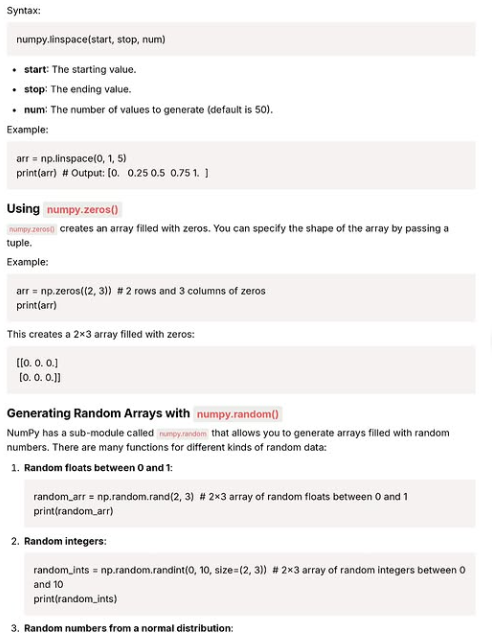 Syntax:
numpy.linspace(start, stop, num)
• start: The starting value.
• stop: The ending value.
• num: The number of values to generate (default is 50).
Example:
arr = np.linspace(0, 1, 5)
print(arr)  # Output: [0.   0.25 0.5  0.75 1.  ]
Using numpy.zeros()
numpy.zeros() creates an array filled with zeros. You can specify the shape of the array by passing a
tuple.
Example:
arr = np.zeros((2, 3))  # 2 rows and 3 columns of zeros
print(arr)
This creates a 2×3 array filled with zeros:
[[0. 0. 0.]
 [0. 0. 0.]]
Generating Random Arrays with numpy.random()
NumPy has a sub-module called numpy.random that allows you to generate arrays filled with random
numbers. There are many functions for different kinds of random data:
1. Random floats between 0 and 1:
random_arr = np.random.rand(2, 3)  # 2×3 array of random floats between 0 and 1
print(random_arr)
2. Random integers:
random_ints = np.random.randint(0, 10, size=(2, 3))  # 2×3 array of random integers between 0
and 10
print(random_ints)
3. Random numbers from a normal distribution: